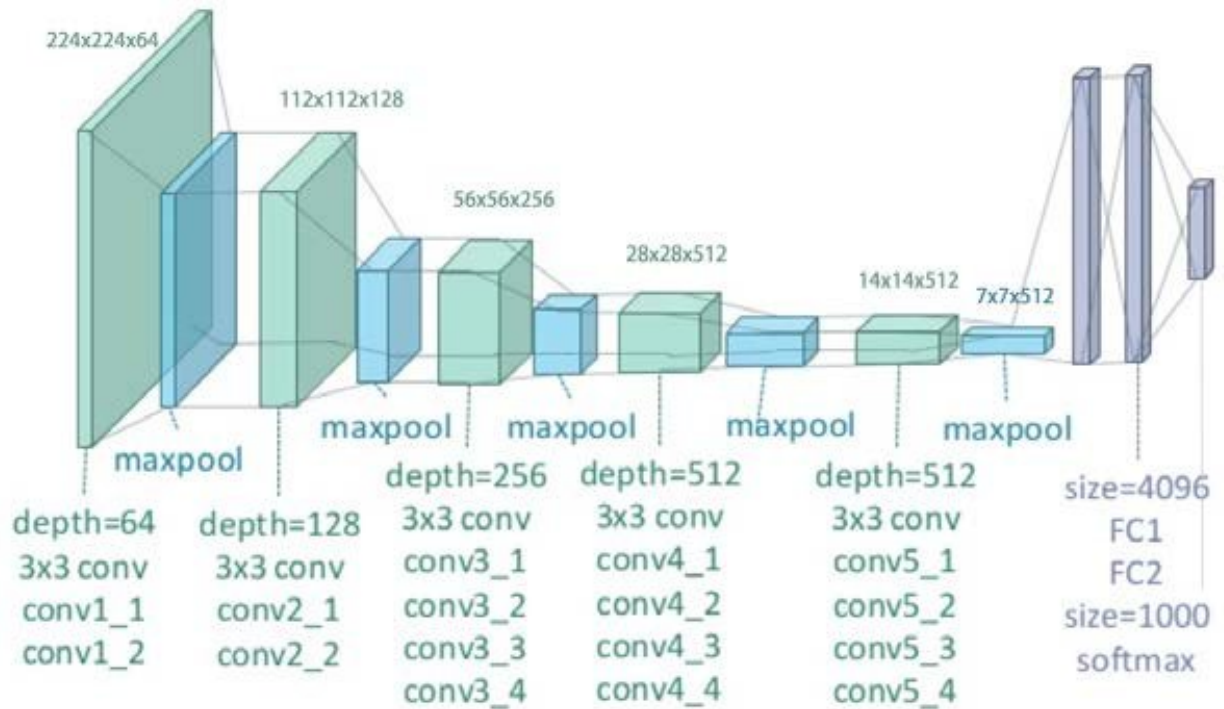 224x224x64
112x112x128
56x56x256
28x28x512
14x14x512
7x7x512
maxpool
maxpool
maxpool
maxpool
maxpool
depth=64
3x3 conv
conv1_1
conv1_2
depth=128
3x3 conv
conv2_1
conv2_2
depth=256
3x3 conv
conv3_1
conv3_2
conv3_3
conv3_4
depth=512
3x3 conv
conv4_1
conv4_2
conv4_3
conv4_4
depth=512
3x3 conv
conv5_1
conv5_2
conv5_3
conv5_4
size=4096
FC1
FC2
size=1000
softmax